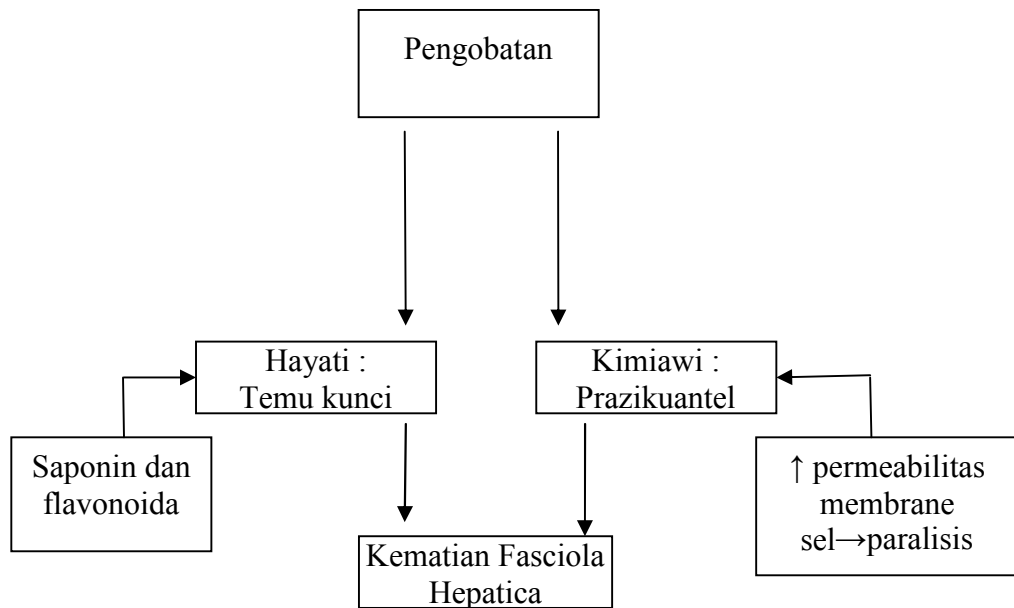 Pengobatan
Hayati :
Temu kunci
Kimiawi :
Prazikuantel
Saponin dan
flavonoida
↑ permeabilitas
membrane
sel→paralisis
Kematian Fasciola
Hepatica